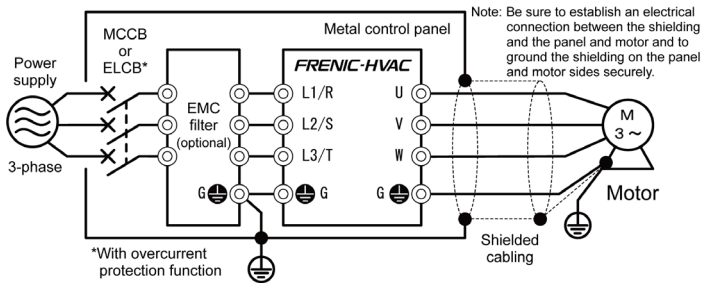 Note: Be sure to establish an electrical
connection between the shielding
and the panel and motor and to
ground the shielding on the panel
and motor sides securely.
Metal control panel
MCCB
or
ELCB*
Power
supply
3-phase
EMC
filter
(optional)
G
FRENIC-HVAC
L1/R
L2/S
L3/T
G
U
V
W
G
M
3~
Motor
Shielded
cabling
*With overcurrent
protection function